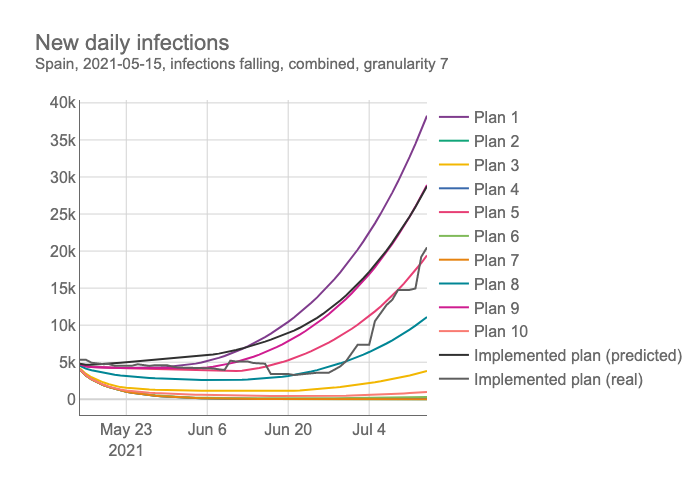 New daily infections
Spain, 2021-05-15, infections falling, combined, granularity 7
40k
35k
30k
25k
20k
15k
10k
5k
0
May 23
2021
Jun 6
Jun 20
Jul 4
Plan 1
Plan 2
Plan 3
Plan 4
Plan 5
Plan 6
Plan 7
Plan 8
Plan 9
Plan 10
Implemented plan (predicted)
Implemented plan (real)